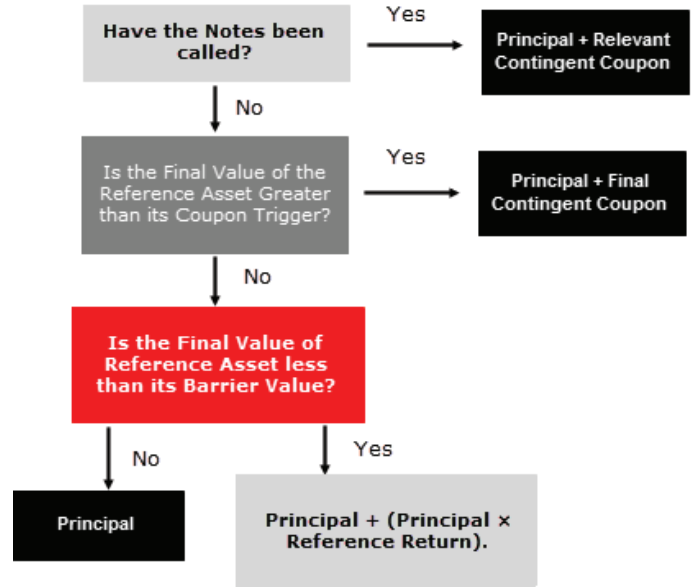 Have the Notes been
called?
Yes
Principal + Relevant
Contingent Coupon
No
Is the Final Value of the
Reference Asset Greater
than its Coupon Trigger?
Yes
Principal + Final
Contingent Coupon
No
Is the Final Value of
Reference Asset less
than its Barrier Value?
No
Yes
Principal
Principal + (Principal ×
Reference Return).